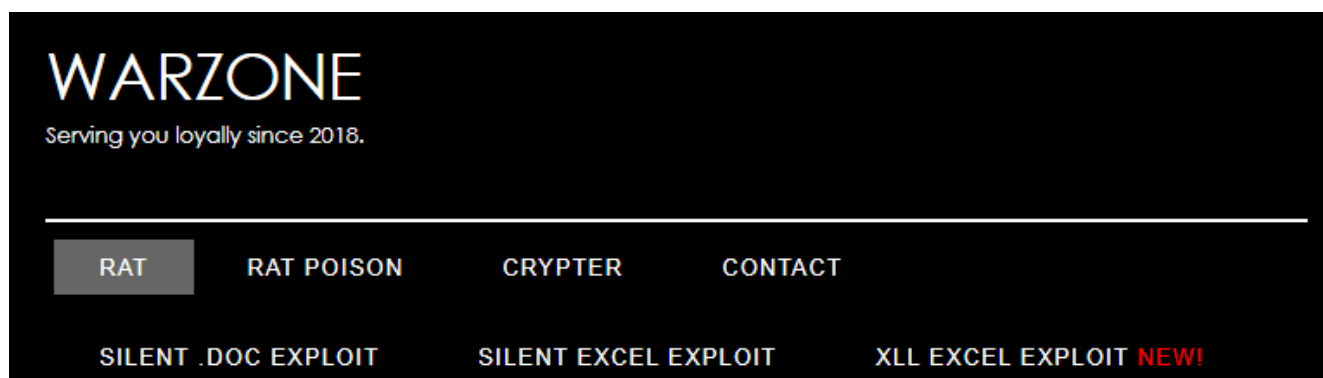 WARZONE
Serving you loyally since 2018.
RAT RAT POISON CRYPTER CONTACT
SILENT .DOC EXPLOIT SILENT EXCEL EXPLOIT XLL EXCEL EXPLOIT NEW!